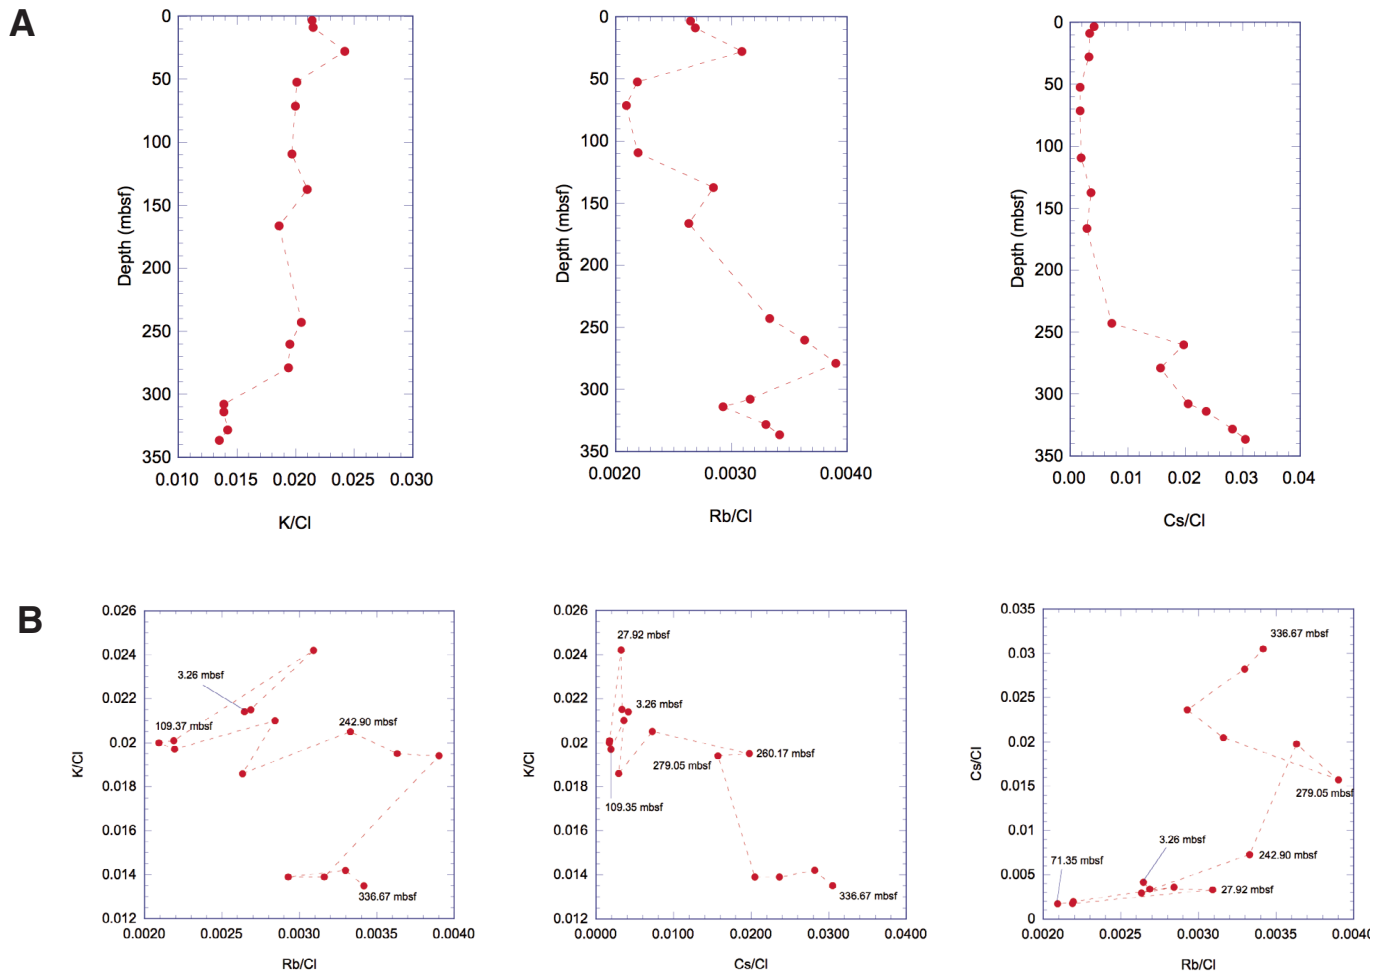 A
0
50
100
150
200
250
300
350
0.010 0.015 0.020 0.025 0.030
Depth (mbsf)
K/Cl
0
50
100
150
200
250
300
350
0.0020 0.0030 0.0040
Depth (mbsf)
Rb/Cl
0
50
100
150
200
250
300
350
0.00 0.01 0.02 0.03 0.04
Depth (mbsf)
Cs/Cl
B
0.026
0.024
0.022
0.02
0.018
0.016
0.014
0.012
0.0020 0.0025 0.0030 0.0035 0.0040
K/Cl
Rb/Cl
3.26 mbsf
109.37 mbsf
242.90 mbsf
336.67 mbsf
0.026
0.024
0.022
0.02
0.018
0.016
0.014
0.012
0.0000 0.0100 0.0200 0.0300 0.0400
K/Cl
Cs/Cl
27.92 mbsf
3.26 mbsf
260.17 mbsf
279.05 mbsf
109.35 mbsf
336.67 mbsf
0.035
0.03
0.025
0.02
0.015
0.01
0.005
0
0.0020 0.0025 0.0030 0.0035 0.0040
Cs/Cl
Rb/Cl
336.67 mbsf
279.05 mbsf
3.26 mbsf
242.90 mbsf
71.35 mbsf
27.92 mbsf